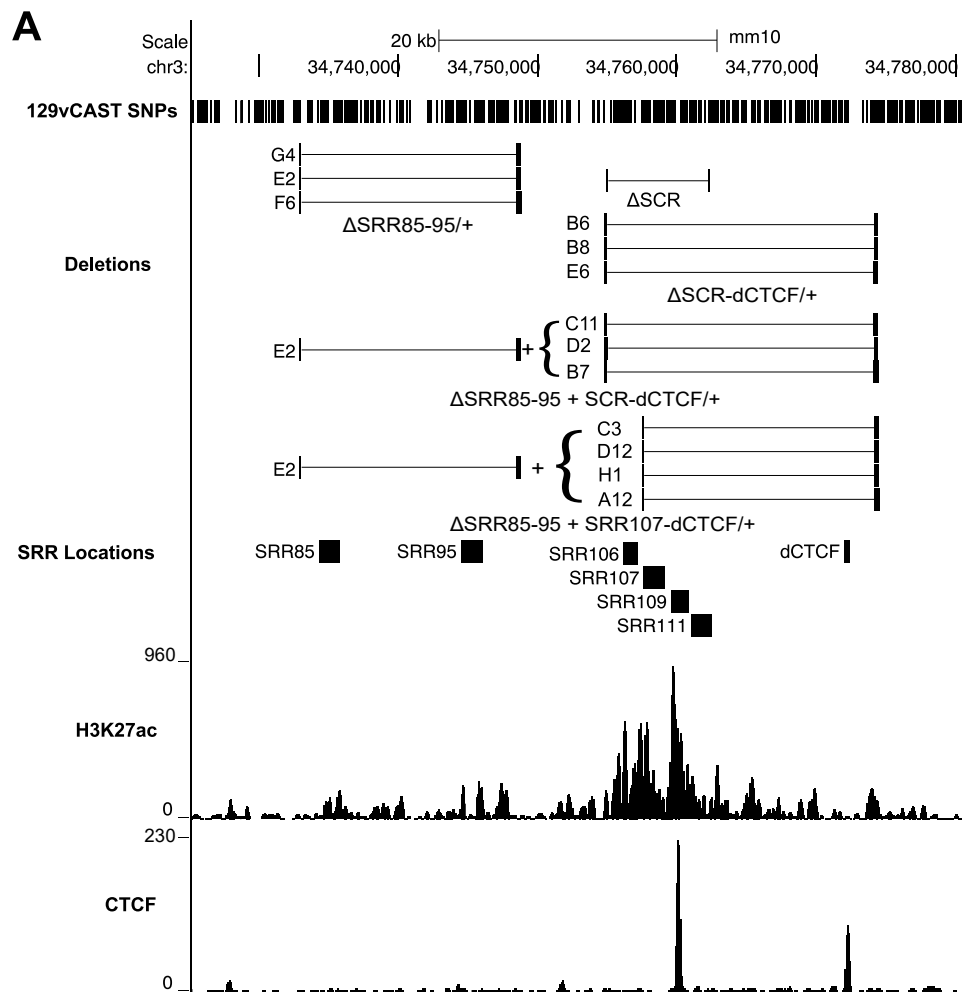 A
Scale 20 kb mm10
chr3: 34,740,000 34,750,000 34,760,000 34,770,000 34,780,000
129vCAST SNPs
G4
E2
F6
ΔSRR85-95/+
ΔSCR
B6
B8
E6
ΔSCR-dCTCF/+
Deletions
E2 + { C11
D2
B7
ΔSRR85-95 + SCR-dCTCF/+
E2 + { C3
D12
H1
A12
ΔSRR85-95 + SRR107-dCTCF/+
SRR Locations SRR85 SRR95 SRR106 dCTCF
SRR107
SRR109
SRR111
960
H3K27ac
0
230
CTCF
0